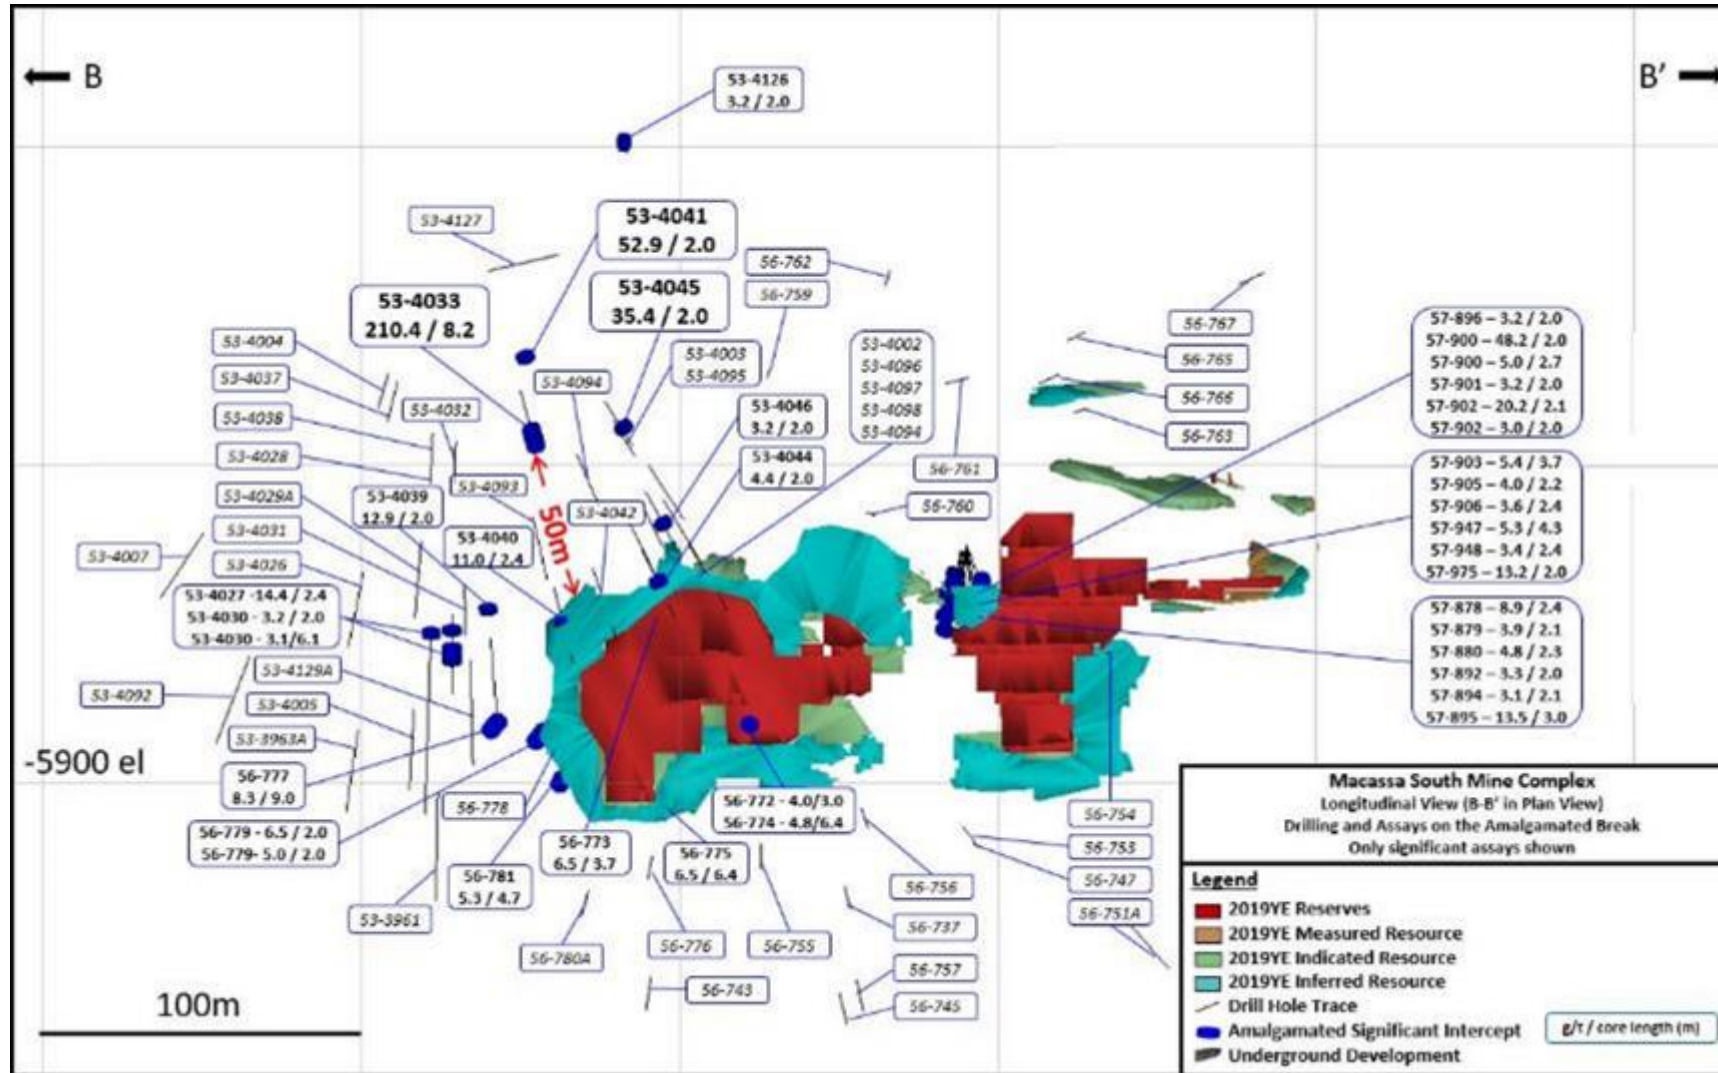 B
B'
53-4126
3.2 / 2.0
53-4127
53-4041
52.9 / 2.0
56-762
53-4045
35.4 / 2.0
56-759
53-4033
210.4 / 8.2
56-767
53-4004
53-4003
53-4095
53-4002
53-4096
53-4097
53-4098
53-4094
56-765
53-4037
53-4094
56-766
53-4032
53-4038
53-4046
3.2 / 2.0
56-763
53-4028
53-4044
4.4 / 2.0
56-761
53-4093
53-4029A
53-4039
12.9 / 2.0
50m
53-4042
56-760
53-4031
53-4040
11.0 / 2.4
53-4007
53-4026
53-4027 -14.4 / 2.4
53-4030 - 3.2 / 2.0
53-4030 - 3.1/6.1
53-4129A
53-4092
53-4005
53-3963A
-5900 el
56-777
8.3 / 9.0
56-778
56-779 - 6.5 / 2.0
56-779- 5.0 / 2.0
56-781
5.3 / 4.7
56-773
6.5 / 3.7
56-775
6.5 / 6.4
56-772 - 4.0/3.0
56-774 - 4.8/6.4
53-3961
56-780A
56-776
56-755
56-743
56-756
56-737
56-757
56-745
56-754
56-753
56-747
56-751A
57-896 – 3.2 / 2.0
57-900 – 48.2 / 2.0
57-900 – 5.0 / 2.7
57-901 – 3.2 / 2.0
57-902 – 20.2 / 2.1
57-902 – 3.0 / 2.0
57-903 – 5.4 / 3.7
57-905 – 4.0 / 2.2
57-906 – 3.6 / 2.4
57-947 – 5.3 / 4.3
57-948 – 3.4 / 2.4
57-975 – 13.2 / 2.0
57-878 – 8.9 / 2.4
57-879 – 3.9 / 2.1
57-880 – 4.8 / 2.3
57-892 – 3.3 / 2.0
57-894 – 3.1 / 2.1
57-895 – 13.5 / 3.0
100m
Macassa South Mine Complex
Longitudinal View (B-B' in Plan View)
Drilling and Assays on the Amalgamated Break
Only significant assays shown
Legend
2019YE Reserves
2019YE Measured Resource
2019YE Indicated Resource
2019YE Inferred Resource
Drill Hole Trace
Amalgamated Significant Intercept
g/t / core length (m)
Underground Development